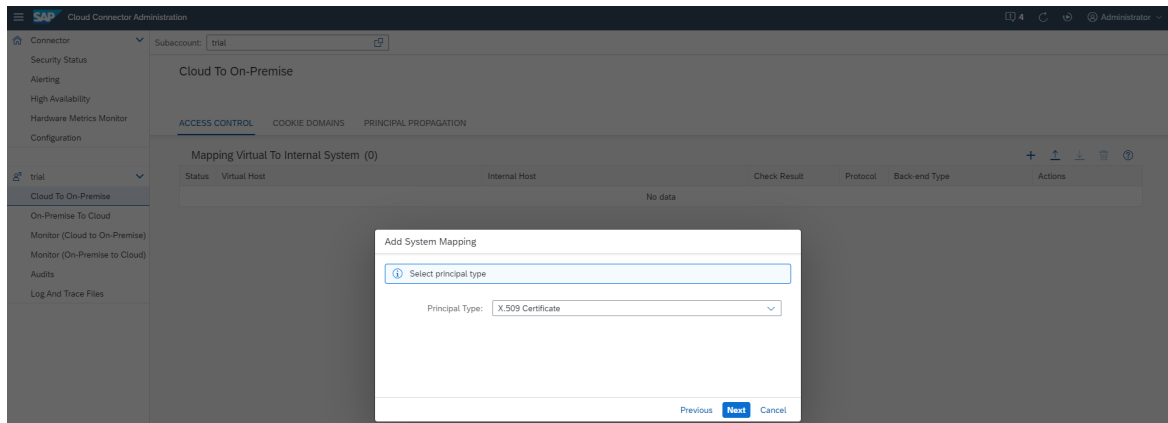 SAP Cloud Connector Administration
4
Administrator
Connector
Subaccount: trial
Security Status
Alerting
High Availability
Hardware Metrics Monitor
Configuration
trial
Cloud To On-Premise
On-Premise To Cloud
Monitor (Cloud to On-Premise)
Monitor (On-Premise to Cloud)
Audits
Log And Trace Files
Cloud To On-Premise
ACCESS CONTROL COOKIE DOMAINS PRINCIPAL PROPAGATION
Mapping Virtual To Internal System (0)
Status Virtual Host Internal Host Check Result Protocol Back-end Type Actions
No data
Add System Mapping
Select principal type
Principal Type: X.509 Certificate
Previous Next Cancel